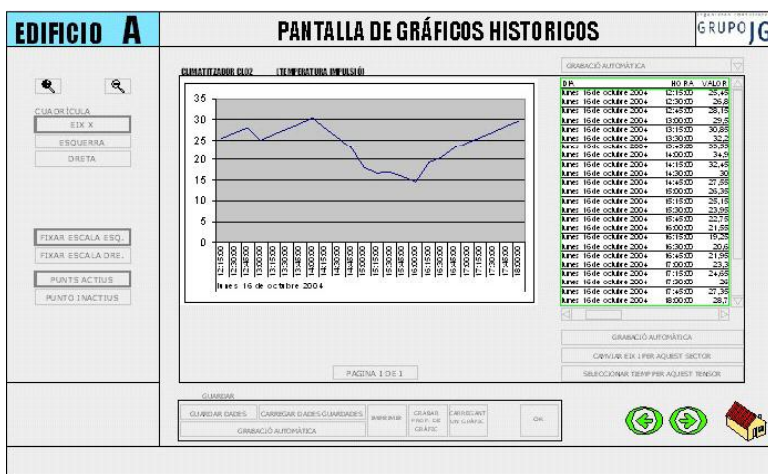 EDIFICIO A
PANTALLA DE GRÁFICOS HISTORICOS
GRUPO JG
CLIMATITZADOR CL02 (TEMPERATURA IMPULSIÓ)
GRABACIÓ AUTOMÀTICA
CUADRÍCULA
EIX X
ESQUERRA
DRETA
FIXAR ESCALA ESQ.
FIXAR ESCALA DRE.
PUNTS ACTIUS
PUNTO INACTIUS
35
30
25
20
15
10
5
0
12:15:00
12:30:00
12:45:00
13:00:00
13:15:00
13:30:00
13:45:00
14:00:00
14:15:00
14:30:00
14:45:00
15:00:00
15:15:00
15:30:00
15:45:00
16:00:00
16:15:00
16:30:00
16:45:00
17:00:00
17:15:00
17:30:00
17:45:00
18:00:00
lunes 16 de octubre 2004
DIA HORA VALOR
lunes 16 de octubre 2004 12:15:00 25,45
lunes 16 de octubre 2004 12:30:00 26,8
lunes 16 de octubre 2004 12:45:00 28,15
lunes 16 de octubre 2004 13:00:00 29,5
lunes 16 de octubre 2004 13:15:00 30,85
lunes 16 de octubre 2004 13:30:00 32,2
lunes 16 de octubre 2004 13:45:00 33,55
lunes 16 de octubre 2004 14:00:00 34,9
lunes 16 de octubre 2004 14:15:00 32,45
lunes 16 de octubre 2004 14:30:00 30
lunes 16 de octubre 2004 14:45:00 27,55
lunes 16 de octubre 2004 15:00:00 26,35
lunes 16 de octubre 2004 15:15:00 25,15
lunes 16 de octubre 2004 15:30:00 23,95
lunes 16 de octubre 2004 15:45:00 22,75
lunes 16 de octubre 2004 16:00:00 21,55
lunes 16 de octubre 2004 16:15:00 19,25
lunes 16 de octubre 2004 16:30:00 20,6
lunes 16 de octubre 2004 16:45:00 21,95
lunes 16 de octubre 2004 17:00:00 23,3
lunes 16 de octubre 2004 17:15:00 24,65
lunes 16 de octubre 2004 17:30:00 26
lunes 16 de octubre 2004 17:45:00 27,35
lunes 16 de octubre 2004 18:00:00 28,7
GRABACIÓ AUTOMÀTICA
CAMVIAR EIX 1 PER AQUEST SECTOR
SELECCIONAR TIEMP PER AQUEST TENSOR
PAGINA 1 DE 1
GUARDAR
GUARDAR DADES
CARREGAR DADES GUARDADES
GRABACIÓ AUTOMÀTICA
IMPRIMIR
GRABAR PROP. DE GRÀFIC
CARREGANT UN GRÀFIC
OK